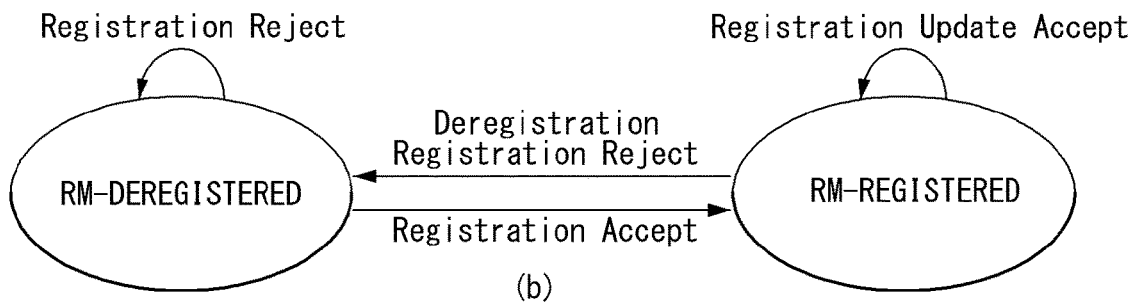 Registration Reject
Registration Update Accept
Deregistration
Registration Reject
RM-DEREGISTERED
RM-REGISTERED
Registration Accept
(b)